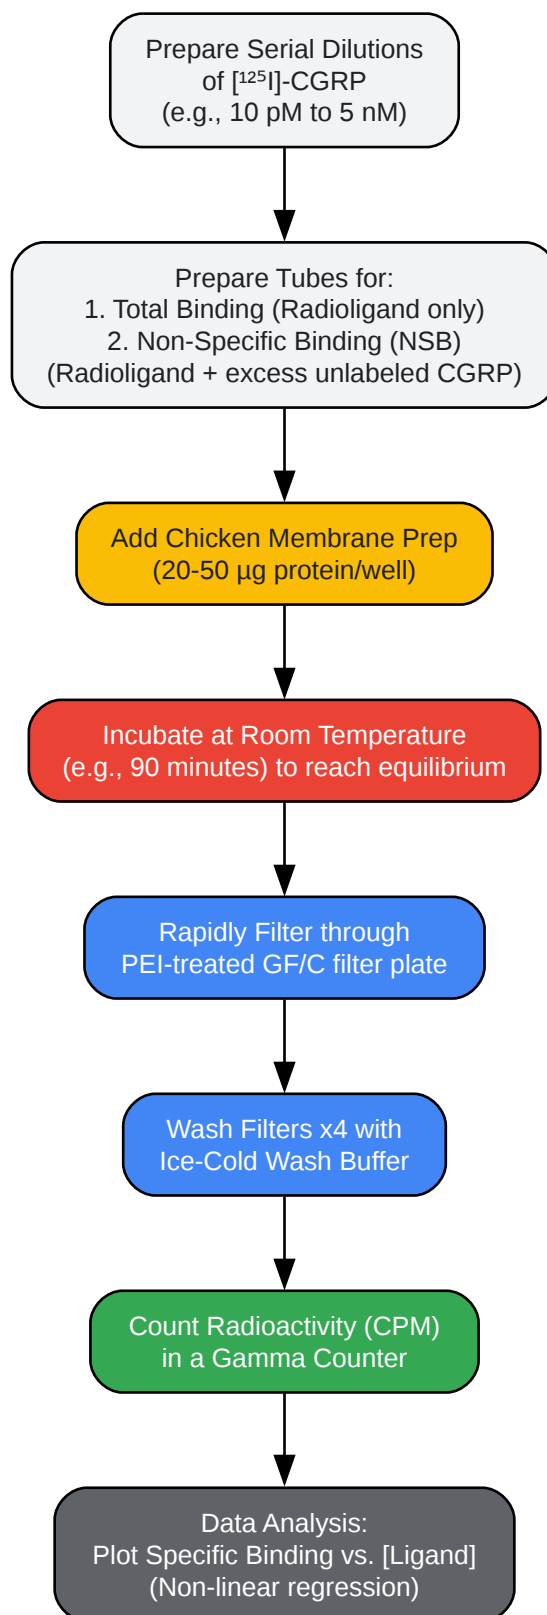 Prepare Serial Dilutions
of [¹²⁵I]-CGRP
(e.g., 10 pM to 5 nM)
Prepare Tubes for:
1. Total Binding (Radioligand only)
2. Non-Specific Binding (NSB)
(Radioligand + excess unlabeled CGRP)
Add Chicken Membrane Prep
(20-50 µg protein/well)
Incubate at Room Temperature
(e.g., 90 minutes) to reach equilibrium
Rapidly Filter through
PEI-treated GF/C filter plate
Wash Filters x4 with
Ice-Cold Wash Buffer
Count Radioactivity (CPM)
in a Gamma Counter
Data Analysis:
Plot Specific Binding vs. [Ligand]
(Non-linear regression)